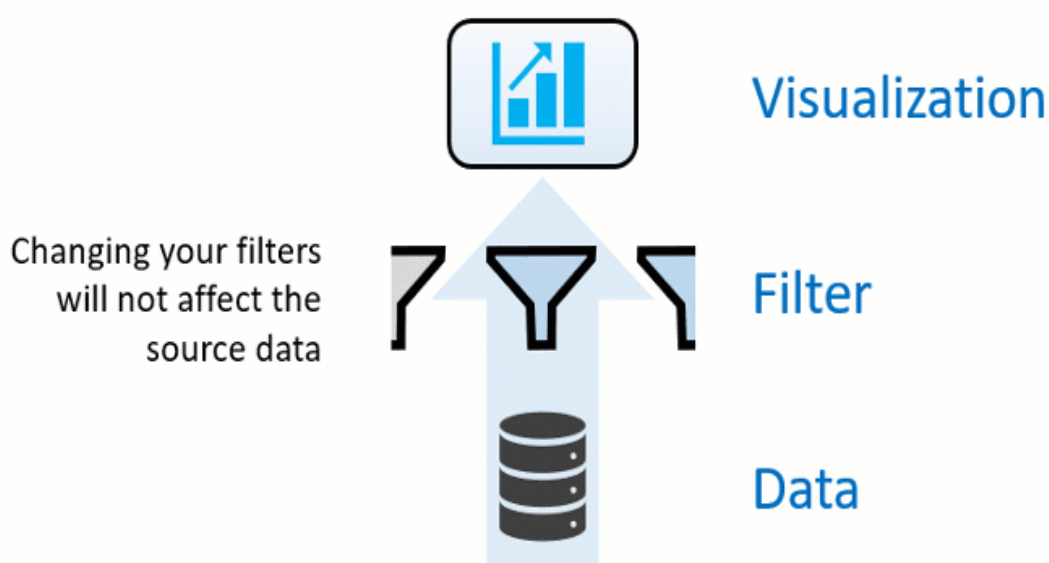 Visualization
Changing your filters
will not affect the
source data
Filter
Data